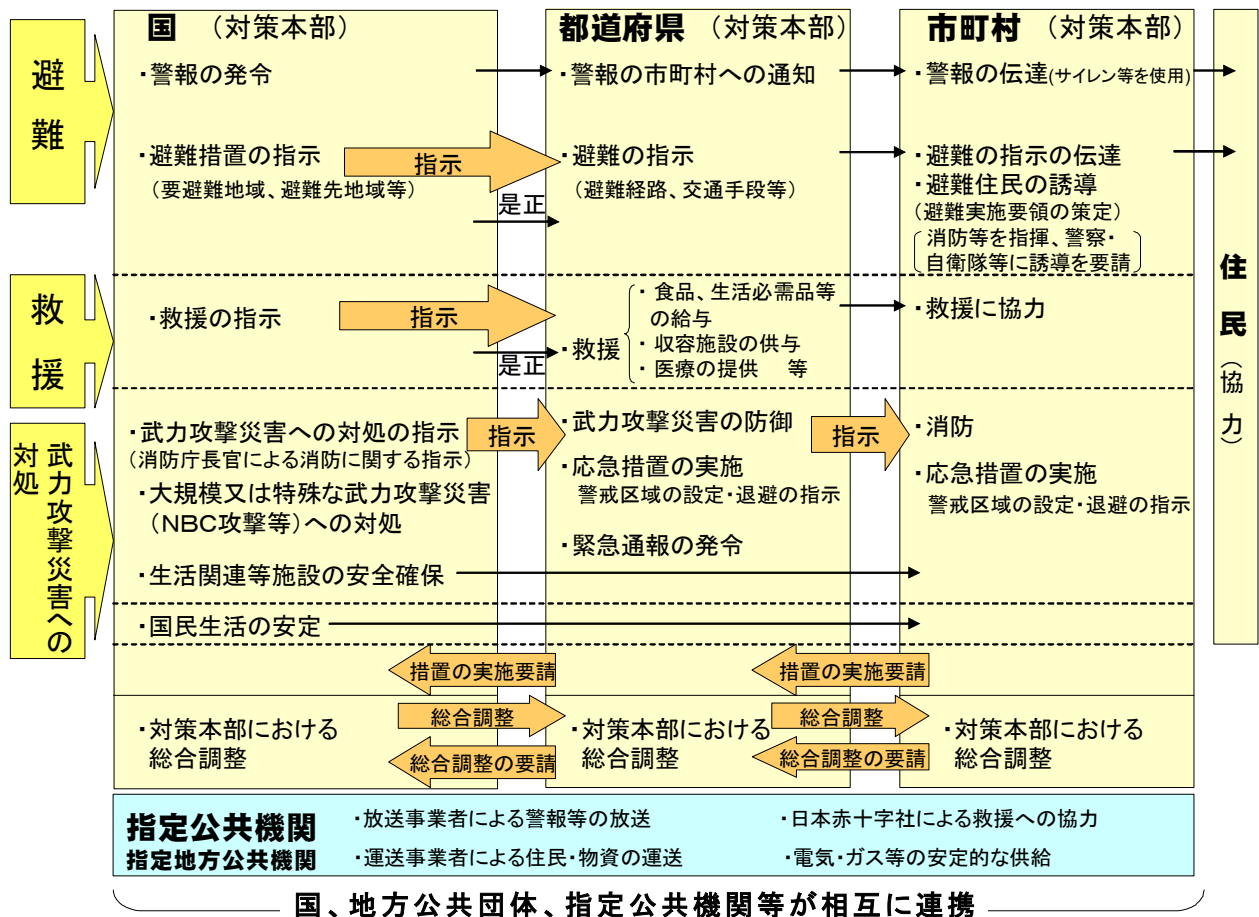 避難
国 (対策本部)
都道府県 (対策本部)
市町村 (対策本部)
・警報の発令
・警報の市町村への通知
・警報の伝達(サイレン等を使用)
・避難措置の指示
(要避難地域、避難先地域等)
指示
是正
・避難の指示
(避難経路、交通手段等)
・避難の指示の伝達
・避難住民の誘導
(避難実施要領の策定)
消防等を指揮、警察・
自衛隊等に誘導を要請
救援
・救援の指示
指示
是正
・救援
・食品、生活必需品等
の給与
・収容施設の供与
・医療の提供 等
・救援に協力
武力攻撃災害への
対処
・武力攻撃災害への対処の指示
(消防庁長官による消防に関する指示)
・大規模又は特殊な武力攻撃災害
(NBC攻撃等)への対処
・生活関連等施設の安全確保
指示
・武力攻撃災害の防御
・応急措置の実施
警戒区域の設定・退避の指示
・緊急通報の発令
指示
・消防
・応急措置の実施
警戒区域の設定・退避の指示
・国民生活の安定
措置の実施要請
措置の実施要請
・対策本部における
総合調整
総合調整
総合調整の要請
・対策本部における
総合調整
総合調整
総合調整の要請
・対策本部における
総合調整
住民(協力)
指定公共機関
指定地方公共機関
・放送事業者による警報等の放送
・日本赤十字社による救援への協力
・運送事業者による住民・物資の運送
・電気・ガス等の安定的な供給
国、地方公共団体、指定公共機関等が相互に連携